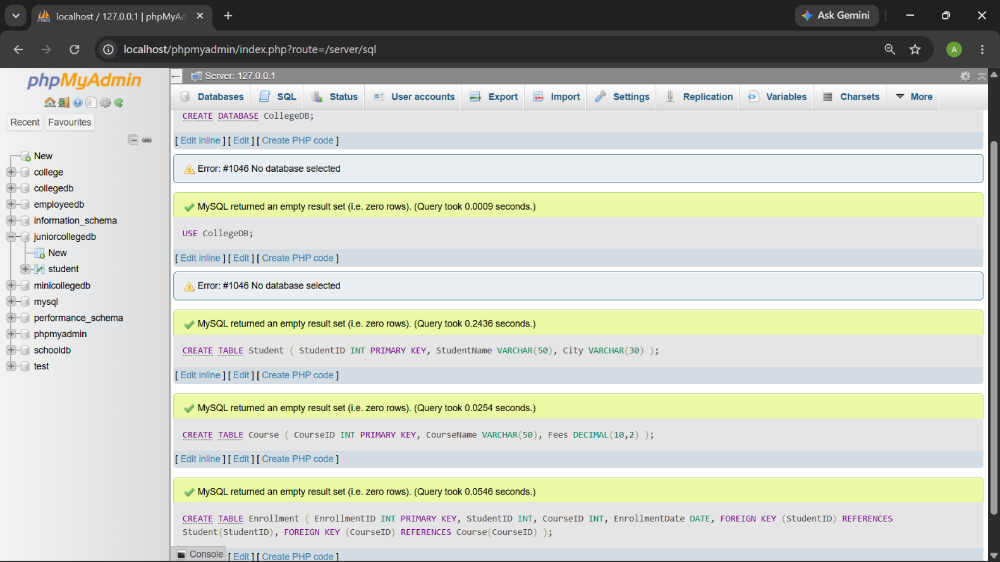 localhost / 127.0.0.1 | phpMyAd
Ask Gemini
localhost/phpmyadmin/index.php?route=/server/sql
A
phpMyAdmin
Recent
Favourites
New
college
collegedb
employeedb
information_schema
juniorcollegedb
New
student
minicollegedb
mysql
performance_schema
phpmyadmin
schooldb
test
Server: 127.0.0.1
Databases SQL Status User accounts Export Import Settings Replication Variables Charsets More
CREATE DATABASE CollegeDB;
[ Edit inline ] [ Edit ] [ Create PHP code ]
Error: #1046 No database selected
MySQL returned an empty result set (i.e. zero rows). (Query took 0.0009 seconds.)
USE CollegeDB;
[ Edit inline ] [ Edit ] [ Create PHP code ]
Error: #1046 No database selected
MySQL returned an empty result set (i.e. zero rows). (Query took 0.2436 seconds.)
CREATE TABLE Student ( StudentID INT PRIMARY KEY, StudentName VARCHAR(50), City VARCHAR(30) );
[ Edit inline ] [ Edit ] [ Create PHP code ]
MySQL returned an empty result set (i.e. zero rows). (Query took 0.0254 seconds.)
CREATE TABLE Course ( CourseID INT PRIMARY KEY, CourseName VARCHAR(50), Fees DECIMAL(10,2) );
[ Edit inline ] [ Edit ] [ Create PHP code ]
MySQL returned an empty result set (i.e. zero rows). (Query took 0.0546 seconds.)
CREATE TABLE Enrollment ( EnrollmentID INT PRIMARY KEY, StudentID INT, CourseID INT, EnrollmentDate DATE, FOREIGN KEY (StudentID) REFERENCES
Student(StudentID), FOREIGN KEY (CourseID) REFERENCES Course(CourseID) );
Console [ Edit ] [ Create PHP code ]